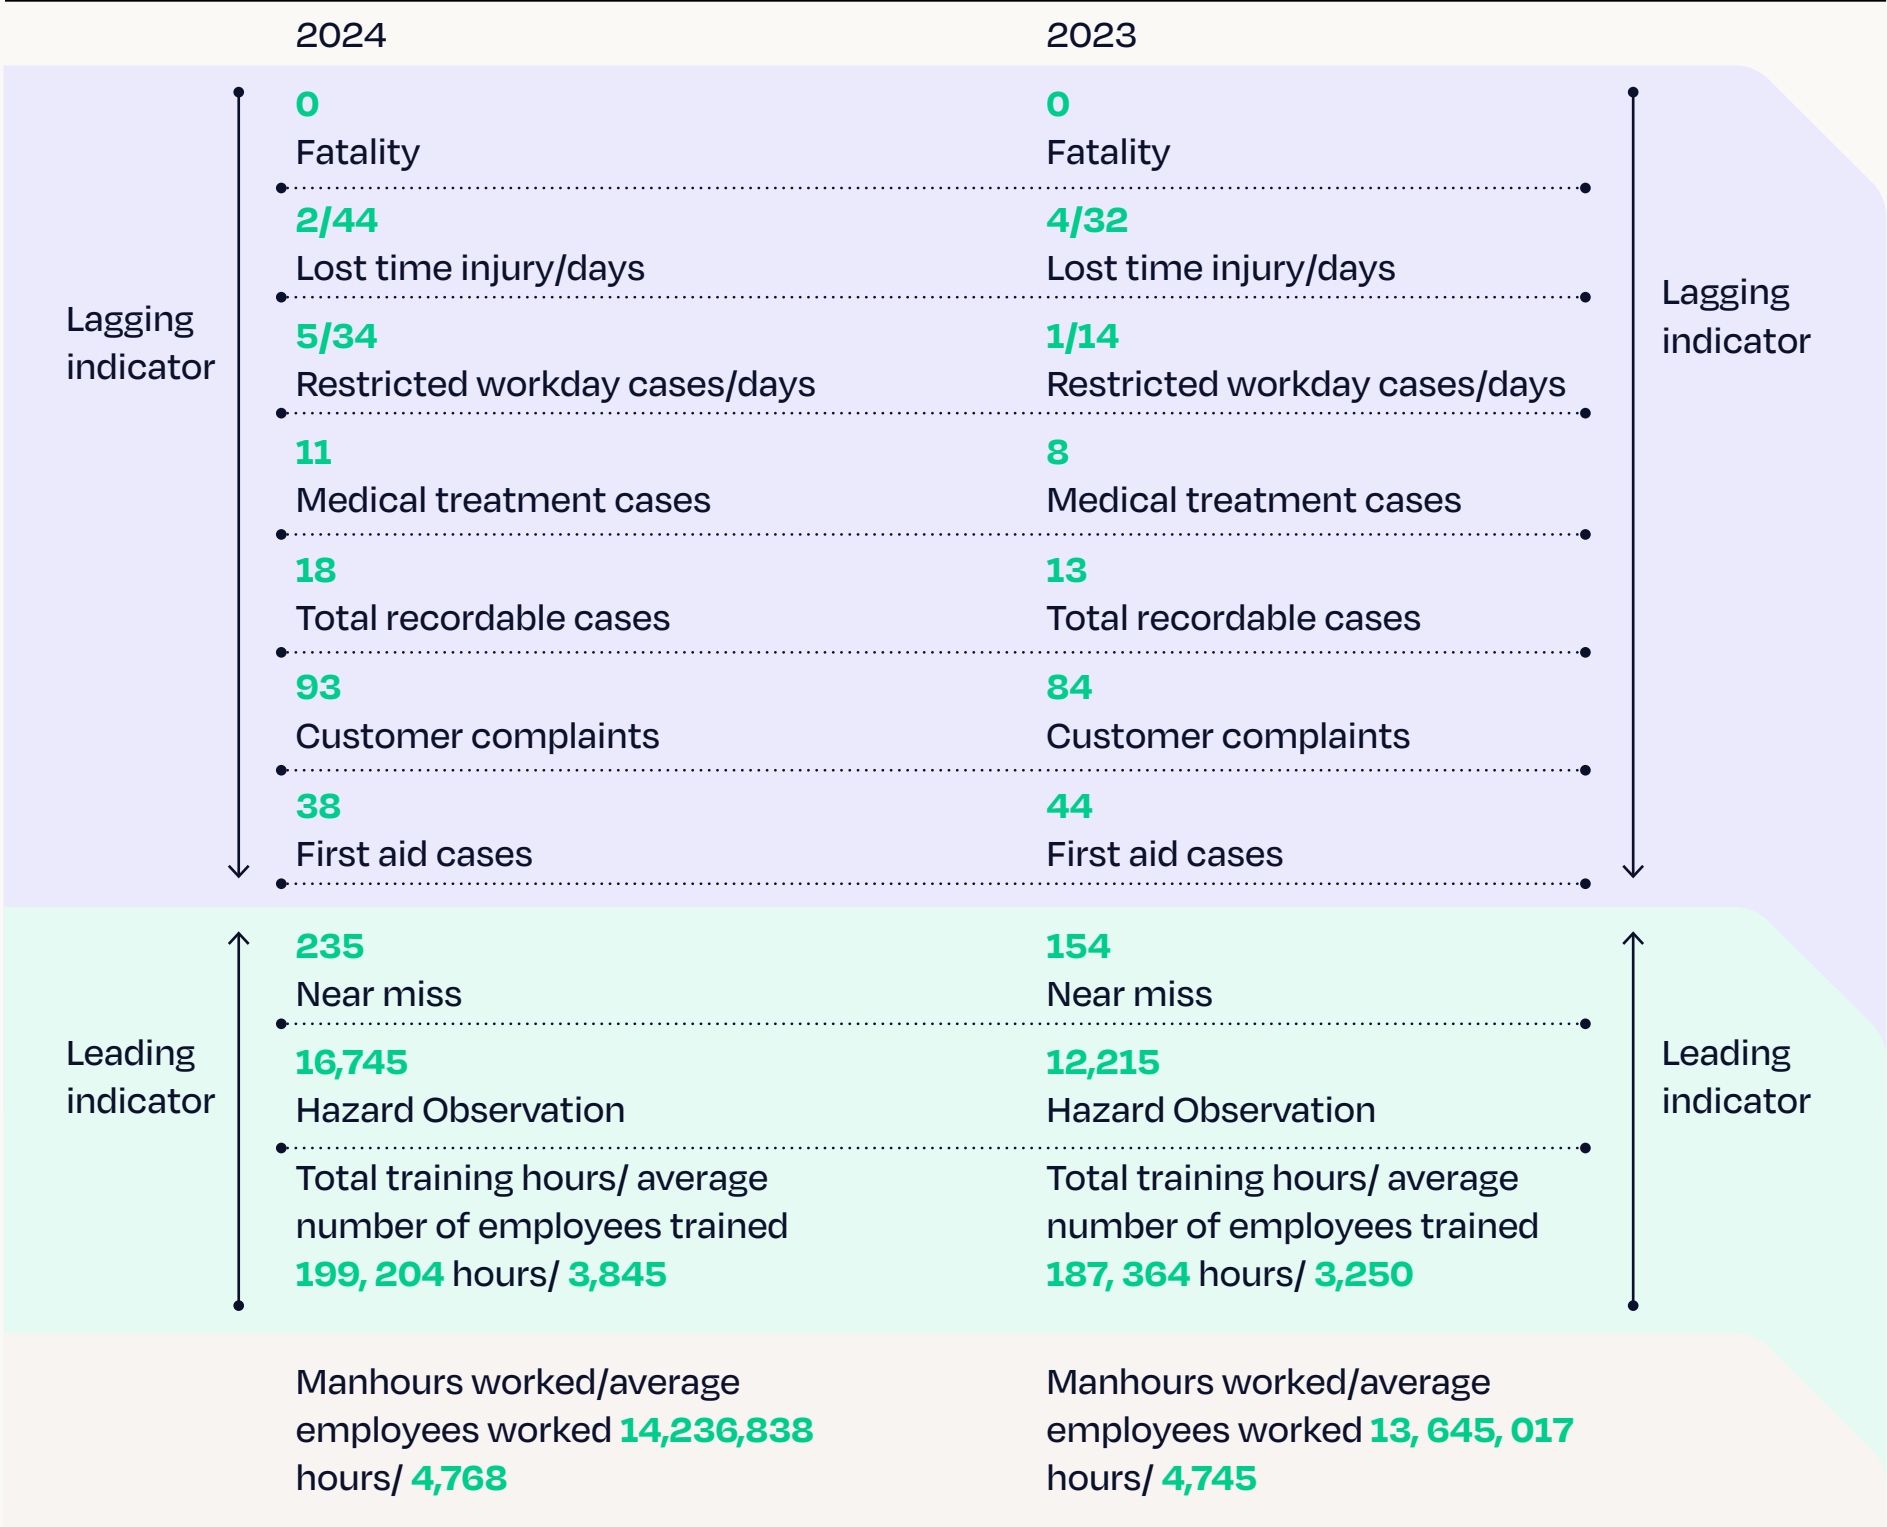 2024 2023
0 0
Fatality Fatality
2/44 4/32
Lost time injury/days Lost time injury/days
Lagging indicator Lagging indicator
5/34 1/14
Restricted workday cases/days Restricted workday cases/days
11 8
Medical treatment cases Medical treatment cases
18 13
Total recordable cases Total recordable cases
93 84
Customer complaints Customer complaints
38 44
First aid cases First aid cases
235 154
Near miss Near miss
Leading indicator Leading indicator
16,745 12,215
Hazard Observation Hazard Observation
Total training hours/ average Total training hours/ average
number of employees trained number of employees trained
199, 204 hours/ 3,845 187, 364 hours/ 3,250
Manhours worked/average Manhours worked/average
employees worked 14,236,838 employees worked 13, 645, 017
hours/ 4,768 hours/ 4,745